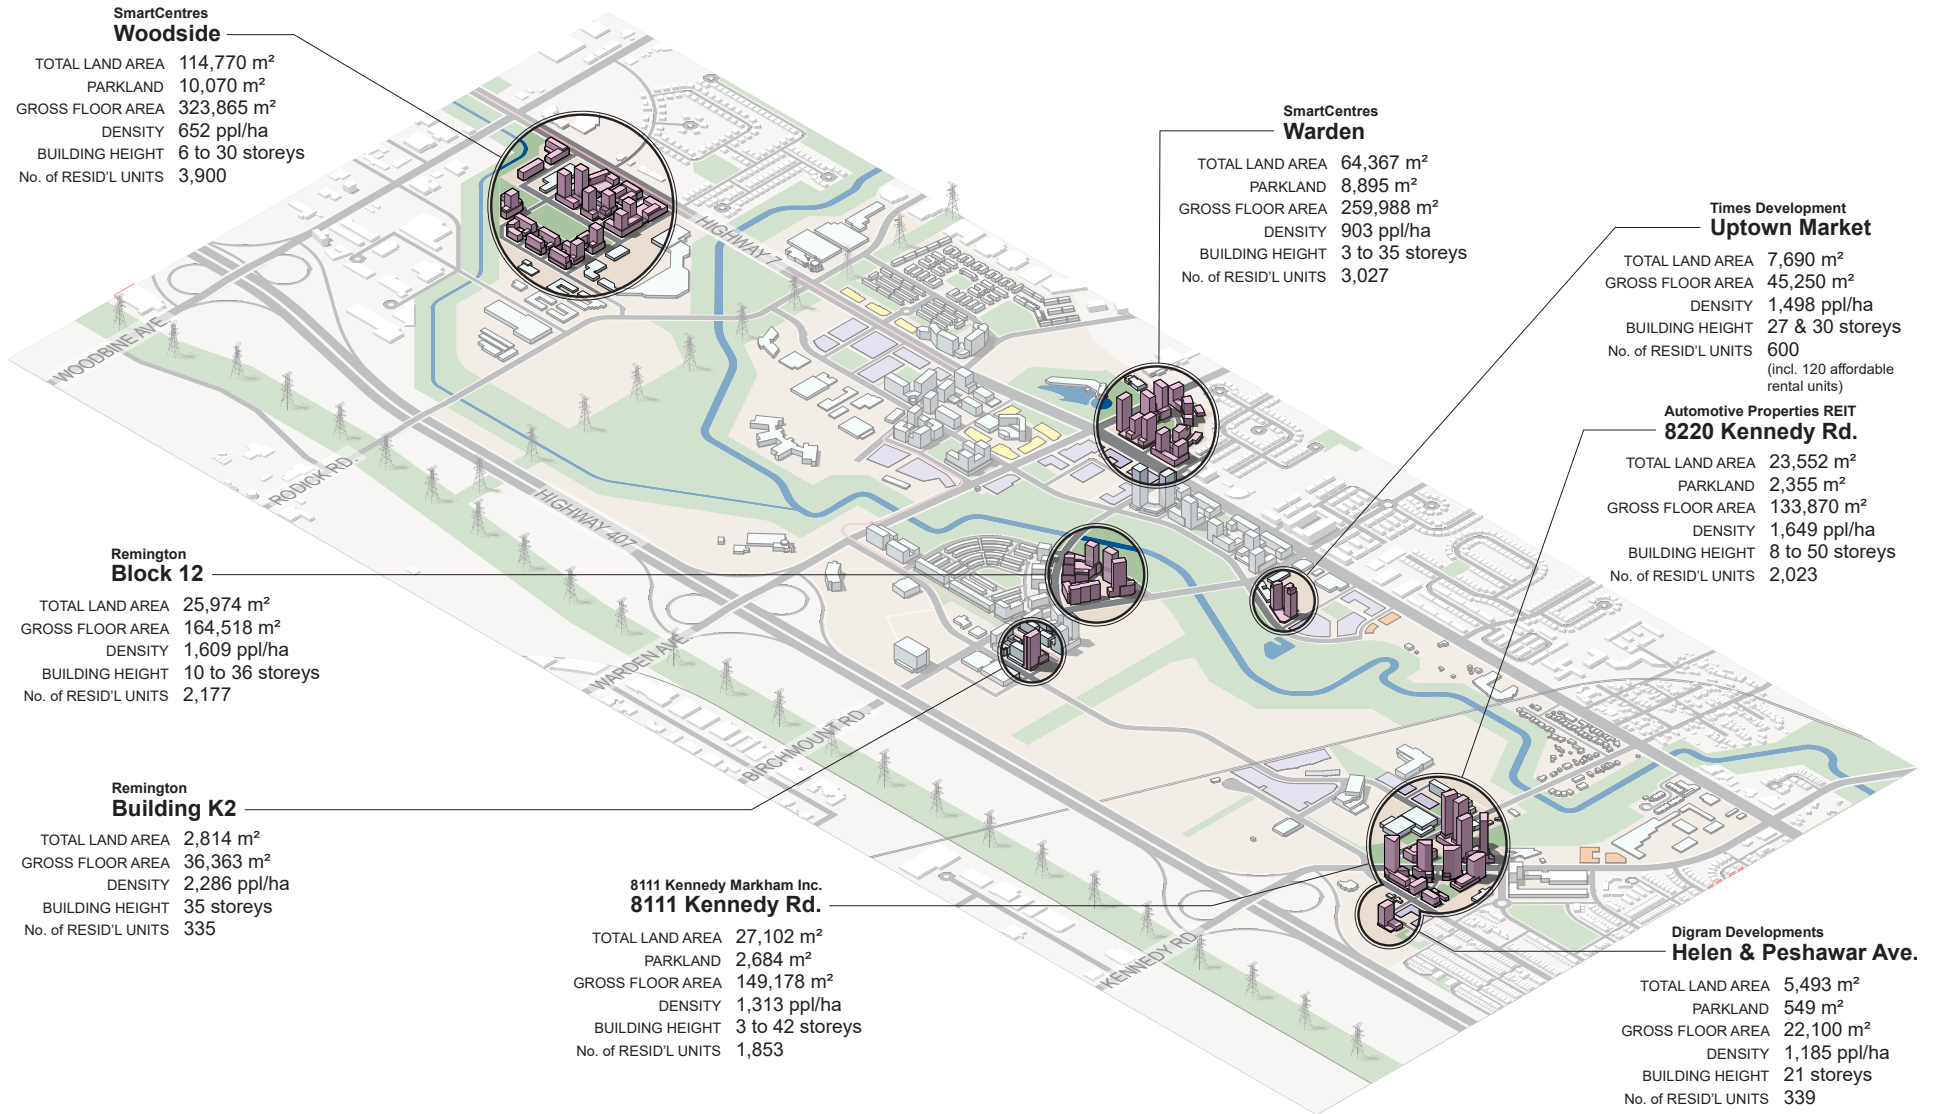 SmartCentres
Woodside
TOTAL LAND AREA 114,770 m²
PARKLAND 10,070 m²
GROSS FLOOR AREA 323,865 m²
DENSITY 652 ppl/ha
BUILDING HEIGHT 6 to 30 storeys
No. of RESID'L UNITS 3,900
SmartCentres
Warden
TOTAL LAND AREA 64,367 m²
PARKLAND 8,895 m²
GROSS FLOOR AREA 259,988 m²
DENSITY 903 ppl/ha
BUILDING HEIGHT 3 to 35 storeys
No. of RESID'L UNITS 3,027
Times Development
Uptown Market
TOTAL LAND AREA 7,690 m²
GROSS FLOOR AREA 45,250 m²
DENSITY 1,498 ppl/ha
BUILDING HEIGHT 27 & 30 storeys
No. of RESID'L UNITS 600
(incl. 120 affordable
rental units)
Automotive Properties REIT
8220 Kennedy Rd.
TOTAL LAND AREA 23,552 m²
PARKLAND 2,355 m²
GROSS FLOOR AREA 133,870 m²
DENSITY 1,649 ppl/ha
BUILDING HEIGHT 8 to 50 storeys
No. of RESID'L UNITS 2,023
HIGHWAY 7
WOODBINE AVE.
RODICK RD.
HIGHWAY 407
WARDEN AVE.
BIRCHMOUNT RD.
KENNEDY RD.
Remington
Block 12
TOTAL LAND AREA 25,974 m²
GROSS FLOOR AREA 164,518 m²
DENSITY 1,609 ppl/ha
BUILDING HEIGHT 10 to 36 storeys
No. of RESID'L UNITS 2,177
Remington
Building K2
TOTAL LAND AREA 2,814 m²
GROSS FLOOR AREA 36,363 m²
DENSITY 2,286 ppl/ha
BUILDING HEIGHT 35 storeys
No. of RESID'L UNITS 335
8111 Kennedy Markham Inc.
8111 Kennedy Rd.
TOTAL LAND AREA 27,102 m²
PARKLAND 2,684 m²
GROSS FLOOR AREA 149,178 m²
DENSITY 1,313 ppl/ha
BUILDING HEIGHT 3 to 42 storeys
No. of RESID'L UNITS 1,853
Digram Developments
Helen & Peshawar Ave.
TOTAL LAND AREA 5,493 m²
PARKLAND 549 m²
GROSS FLOOR AREA 22,100 m²
DENSITY 1,185 ppl/ha
BUILDING HEIGHT 21 storeys
No. of RESID'L UNITS 339